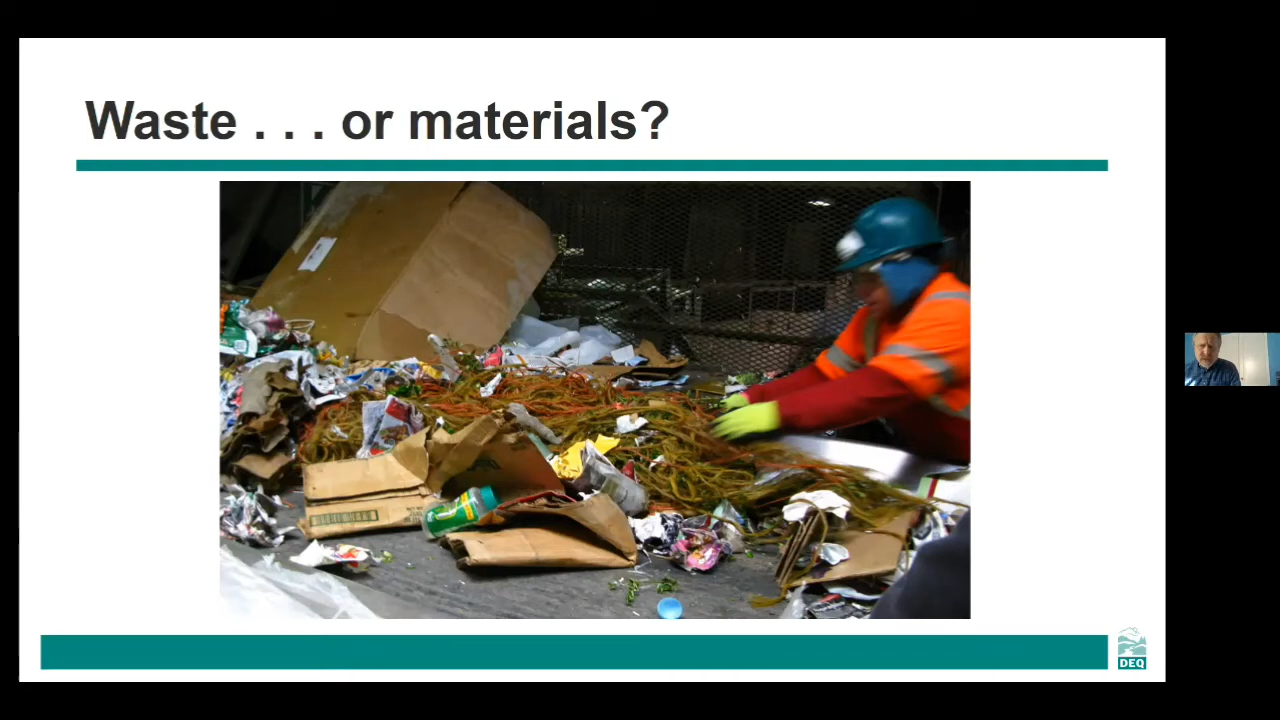 Waste . . . or materials?
DEQ